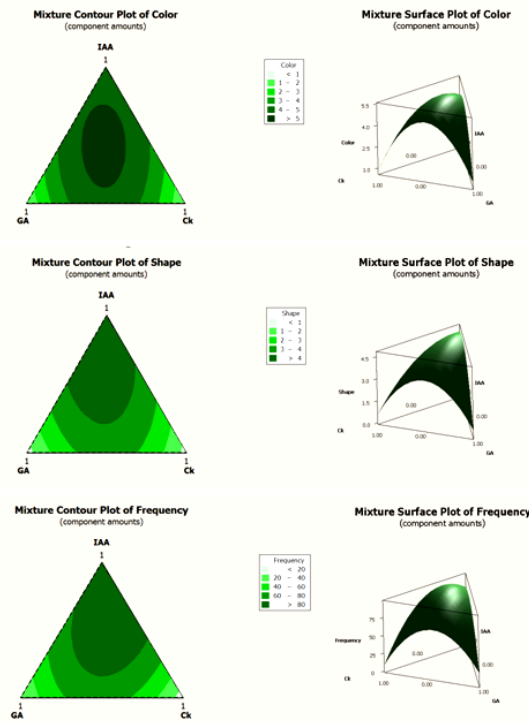 Mixture Contour Plot of Color
(component amounts)
IAA
1
1
GA
1
Ck
Color
< 1
1 – 2
2 – 3
3 – 4
4 – 5
> 5
Mixture Surface Plot of Color
(component amounts)
5.5
4.0
Color
2.5
1.0
IAA
0.00
0.00
1.00
Ck
0.00
1.00
GA
Mixture Contour Plot of Shape
(component amounts)
IAA
1
1
GA
1
Ck
Shape
< 1
1 – 2
2 – 3
3 – 4
> 4
Mixture Surface Plot of Shape
(component amounts)
4.5
3.0
1.5
Shape
0.0
IAA
0.00
0.00
1.00
Ck
0.00
1.00
GA
Mixture Contour Plot of Frequency
(component amounts)
IAA
1
1
GA
1
Ck
Frequency
< 20
20 – 40
40 – 60
60 – 80
> 80
Mixture Surface Plot of Frequency
(component amounts)
75
50
Frequency
25
0
IAA
0.00
0.00
1.00
Ck
0.00
1.00
GA